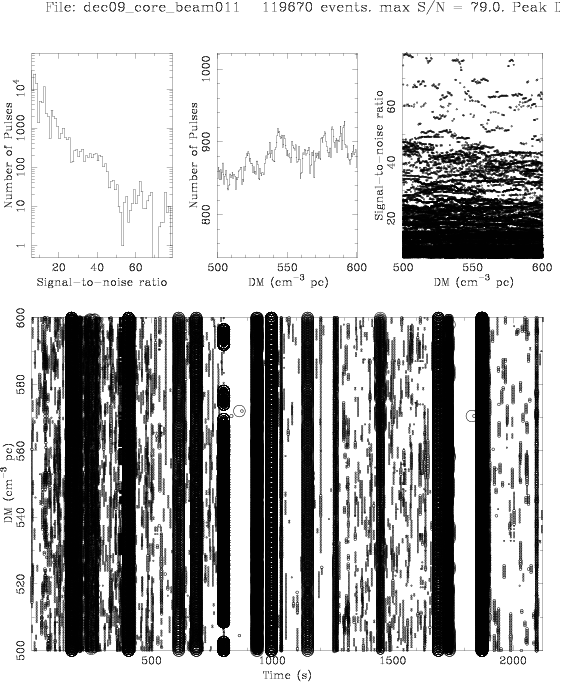 File: dec09_core_beam011 119670 events. max S/N = 79.0. Peak D
Number of Pulses
1 10 100 1000 10^4
20 40 60
Signal-to-noise ratio
Number of Pulses
800 900 1000
500 550 600
DM (cm^-3 pc)
Signal-to-noise ratio
20 40 60
500 550 600
DM (cm^-3 pc)
DM (cm^-3 pc)
500 520 540 560 580 600
500 1000 1500 2000
Time (s)